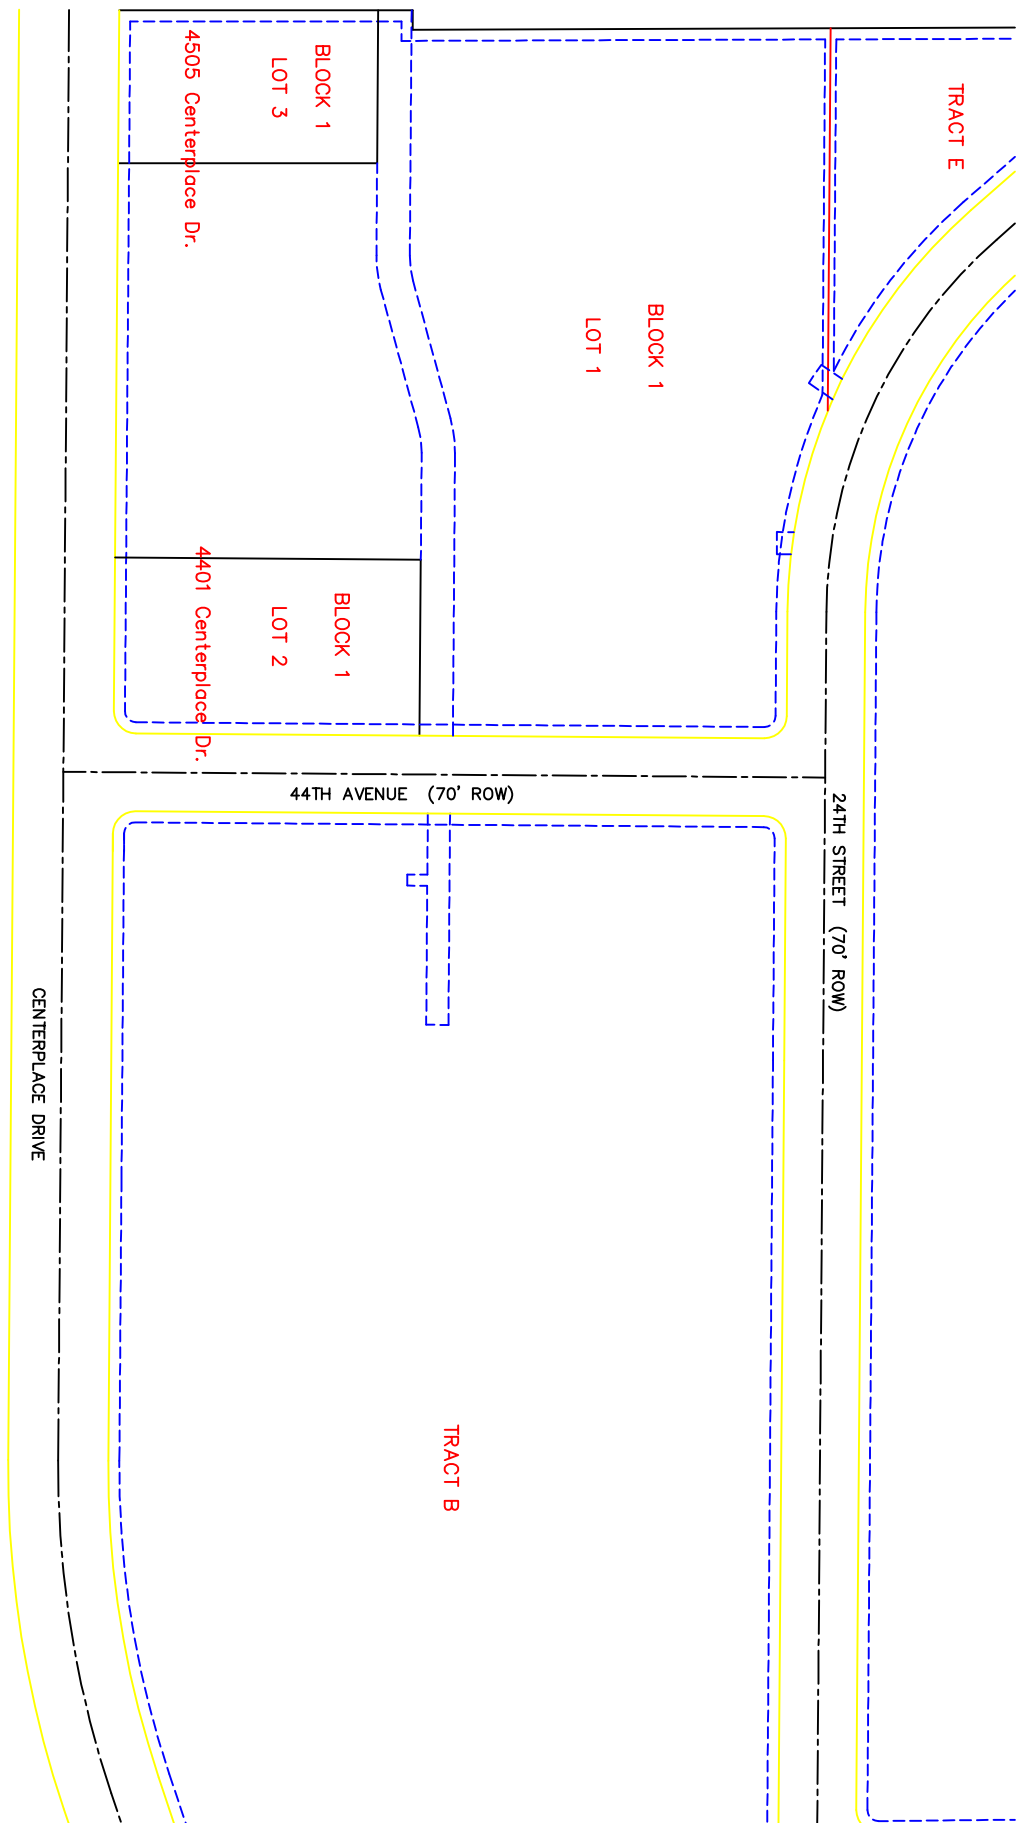 TRACT E
BLOCK 1
LOT 3
4505 Centerplace Dr.
BLOCK 1
LOT 1
BLOCK 1
LOT 2
4401 Centerplace Dr.
44TH AVENUE (70' ROW)
24TH STREET (70' ROW)
CENTERPLACE DRIVE
TRACT B